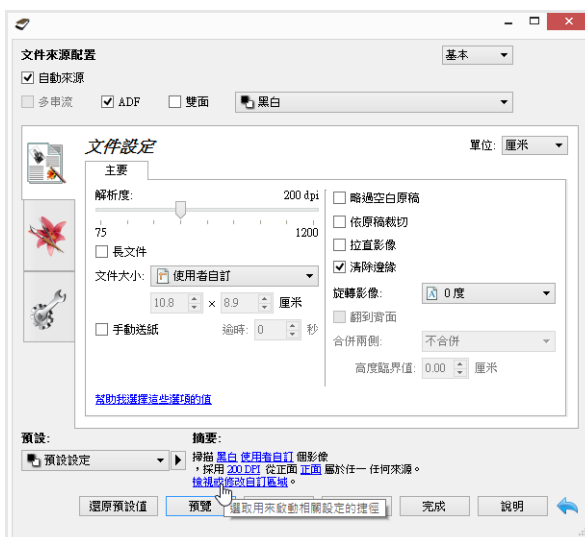 文件來源配置
基本
自動來源
多串流
ADF
雙面
黑白
文件設定
單位: 厘米
主要
解析度:
200 dpi
75
1200
長文件
文件大小: 使用者自訂
10.8 × 8.9 厘米
手動送紙
逾時: 0 秒
幫助我選擇這些選項的值
略過空白原稿
依原稿裁切
拉直影像
清除邊緣
旋轉影像: 0 度
翻到背面
合併兩側: 不合併
高度臨界值: 0.00 厘米
預設:
預設設定
摘要:
掃描 黑白 使用者自訂 個影像
，採用 200 DPI 從正面 正面 屬於任一 任何來源。
檢視或修改自訂區域。
還原預設值
預覽
選取用來啟動相關設定的捷徑
完成
說明